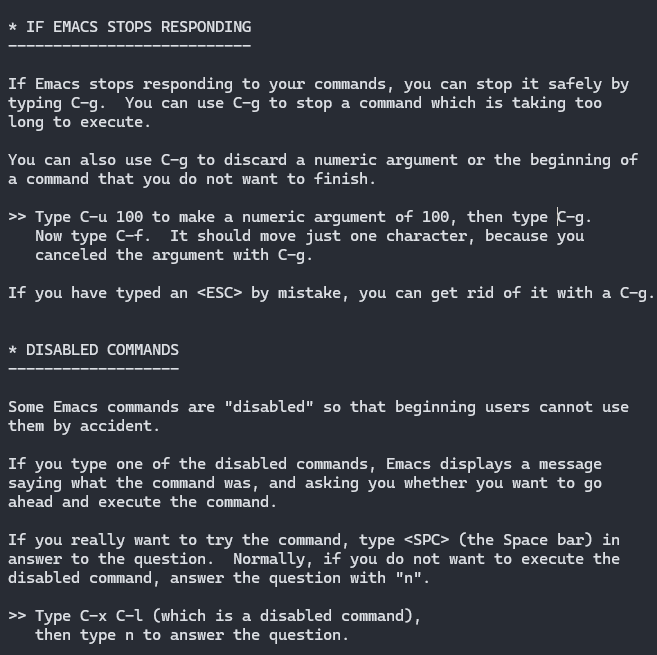 * IF EMACS STOPS RESPONDING
---------------------------
If Emacs stops responding to your commands, you can stop it safely by
typing C-g.  You can use C-g to stop a command which is taking too
long to execute.
You can also use C-g to discard a numeric argument or the beginning of
a command that you do not want to finish.
>> Type C-u 100 to make a numeric argument of 100, then type C-g.
   Now type C-f.  It should move just one character, because you
   canceled the argument with C-g.
If you have typed an <ESC> by mistake, you can get rid of it with a C-g.
* DISABLED COMMANDS
-------------------
Some Emacs commands are "disabled" so that beginning users cannot use
them by accident.
If you type one of the disabled commands, Emacs displays a message
saying what the command was, and asking you whether you want to go
ahead and execute the command.
If you really want to try the command, type <SPC> (the Space bar) in
answer to the question.  Normally, if you do not want to execute the
disabled command, answer the question with "n".
>> Type C-x C-l (which is a disabled command),
   then type n to answer the question.